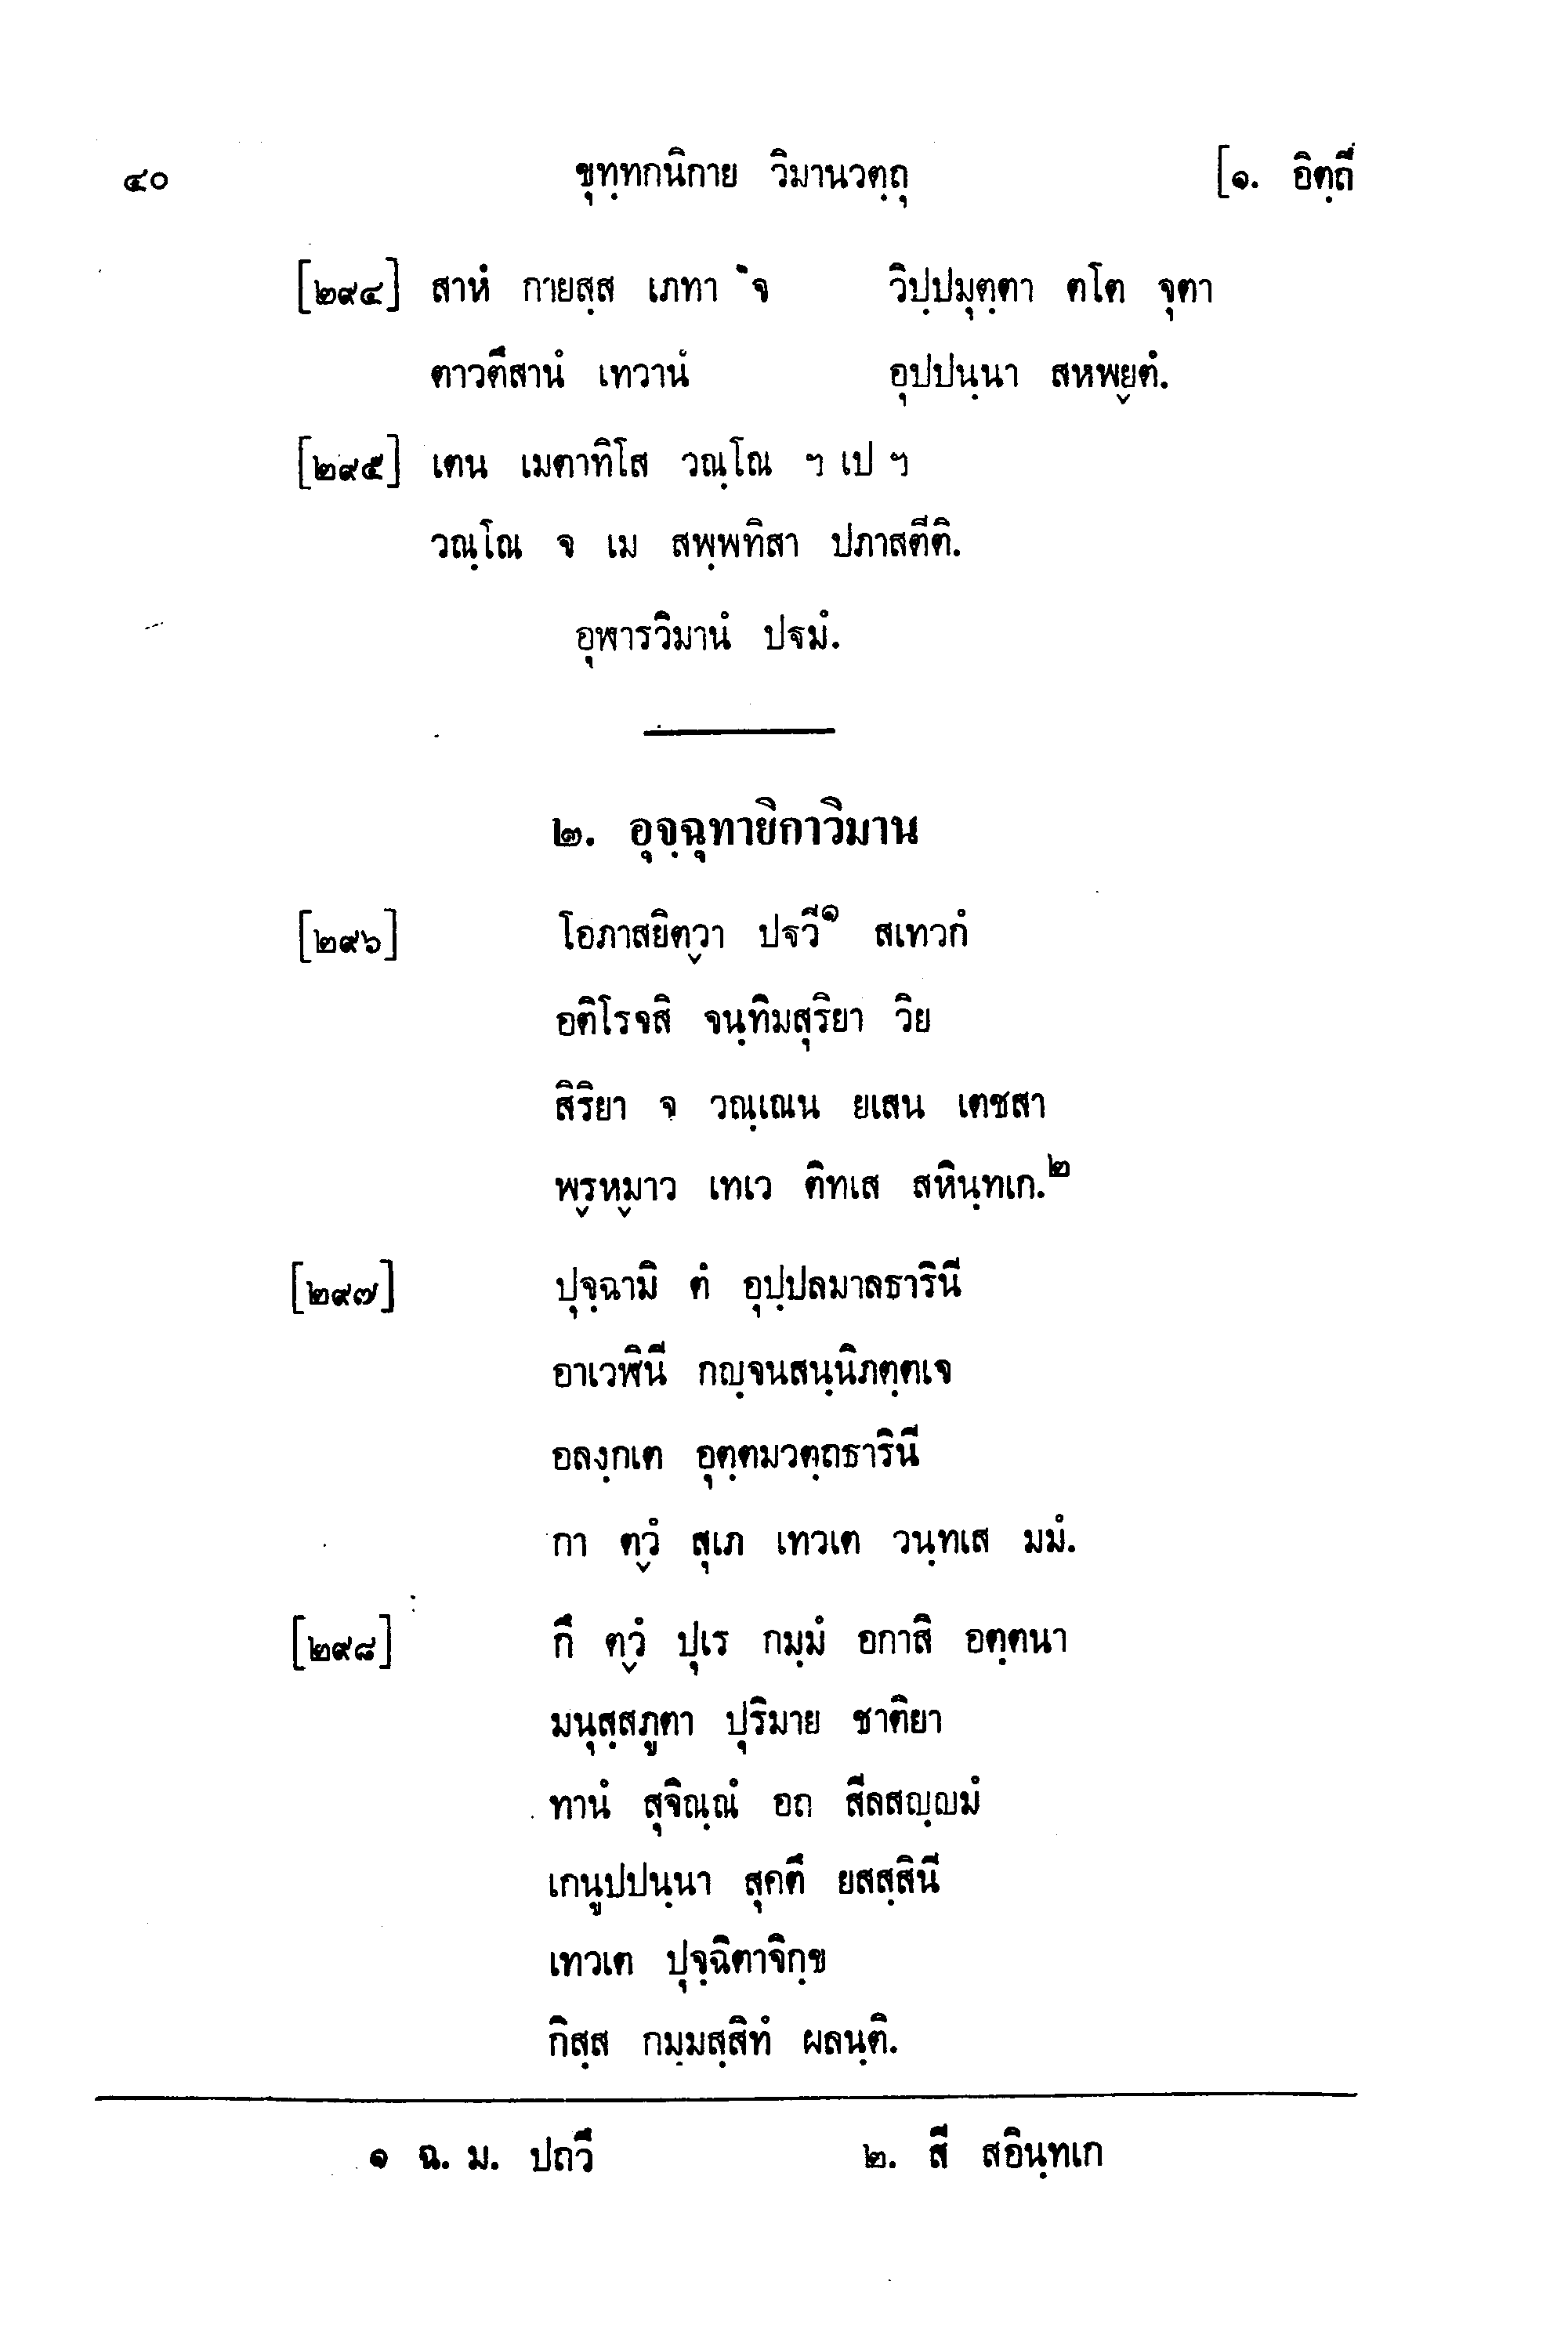 ๔๐ ขุทฺทกนิกาย วิมานวตฺถุ [๑. อิตฺถี
[๒๙๔] สาหํ กายสฺส เภทา จ วิปฺปมุตฺตา ตโต จุตา
ตาวตึสานํ เทวานํ อุปปนฺนา สหพฺยตํ.
[๒๙๕] เตน เมตาทิโส วณฺโณ ฯ เป ฯ
วณฺโณ จ เม สพฺพทิสา ปภาสตีติ.
อุฬารวิมานํ ปฐมํ.
๒. อุจฺฉุทายิกาวิมาน
[๒๙๖] โอภาสยิตฺวา ปฐวึ๑ สเทวกํ
อติโรจสิ จนฺทิมสุริยา วิย
สิริยา จ วณฺเณน ยเสน เตชสา
พฺรหฺมาว เทเว ติทเส สหินฺทเก.๒
[๒๙๗] ปุจฺฉามิ ตํ อุปฺปลมาลธารินี
อาเวฬินี กญฺจนสนฺนิภตฺตเจ
อลงฺกเต อุตฺตมวตฺถธารินี
กา ตฺวํ สุเภ เทวเต วนฺทเส มมํ.
[๒๙๘] กึ ตฺวํ ปุเร กมฺมํ อกาสิ อตฺตนา
มนุสฺสภูตา ปุริมาย ชาติยา
ทานํ สุจิณฺณํ อถ สีลสญฺญมํ
เกนูปปนฺนา สุคตึ ยสสฺสินี
เทวเต ปุจฺฉิตาจิกฺข
กิสฺส กมฺมสฺสิทํ ผลนฺติ.
๑ ฉ. ม. ปถวึ ๒. สี สอินฺทเก